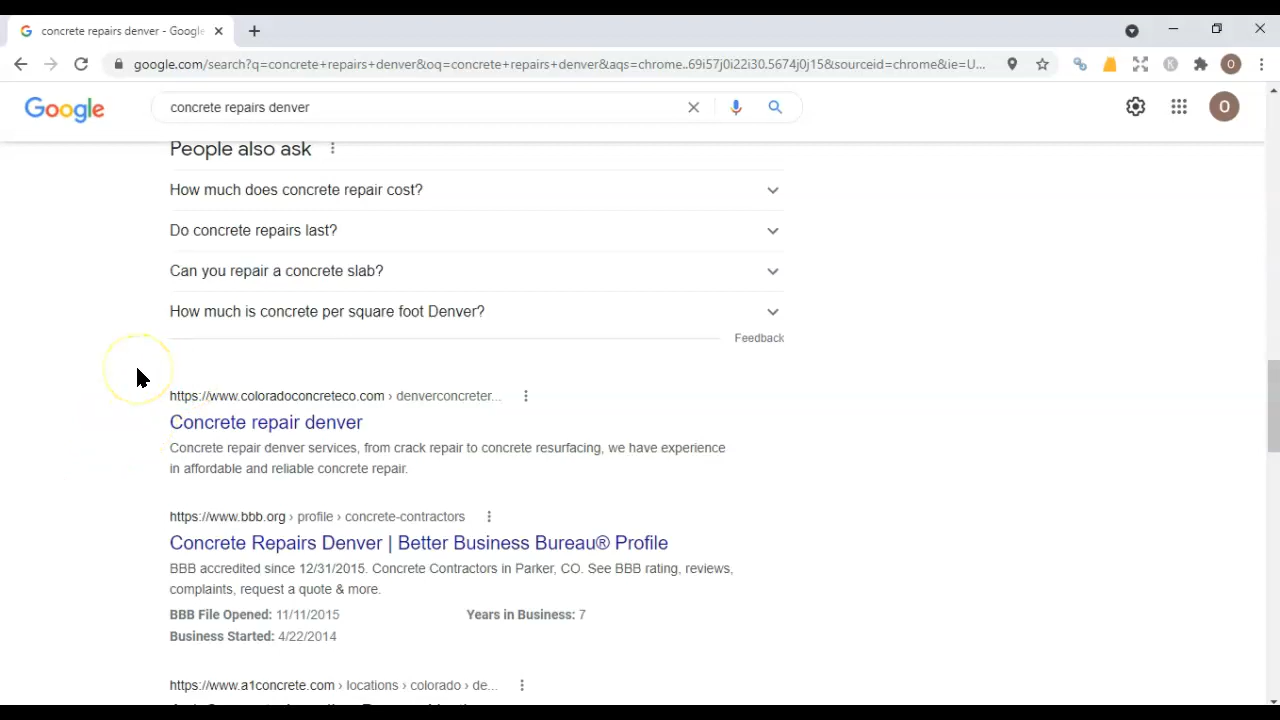 concrete repairs denver - Google
google.com/search?q=concrete+repairs+denver&oq=concrete+repairs+denver&aqs=chrome..69i57j0i22i30.5674j0j15&sourceid=chrome&ie=U...
K
O
Google
concrete repairs denver
O
People also ask
How much does concrete repair cost?
Do concrete repairs last?
Can you repair a concrete slab?
How much is concrete per square foot Denver?
Feedback
https://www.coloradoconcreteco.com › denverconcreter...
Concrete repair denver
Concrete repair denver services, from crack repair to concrete resurfacing, we have experience
in affordable and reliable concrete repair.
https://www.bbb.org › profile › concrete-contractors
Concrete Repairs Denver | Better Business Bureau® Profile
BBB accredited since 12/31/2015. Concrete Contractors in Parker, CO. See BBB rating, reviews,
complaints, request a quote & more.
BBB File Opened: 11/11/2015 Years in Business: 7
Business Started: 4/22/2014
https://www.a1concrete.com › locations › colorado › de...